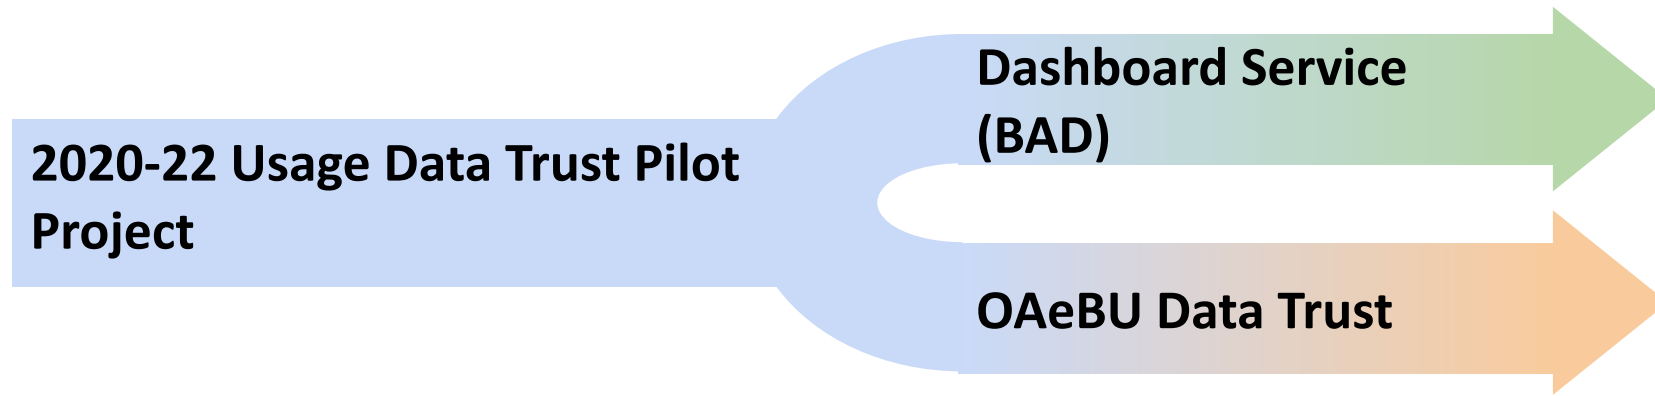 2020-22 Usage Data Trust Pilot
Project
Dashboard Service
(BAD)
OAeBU Data Trust